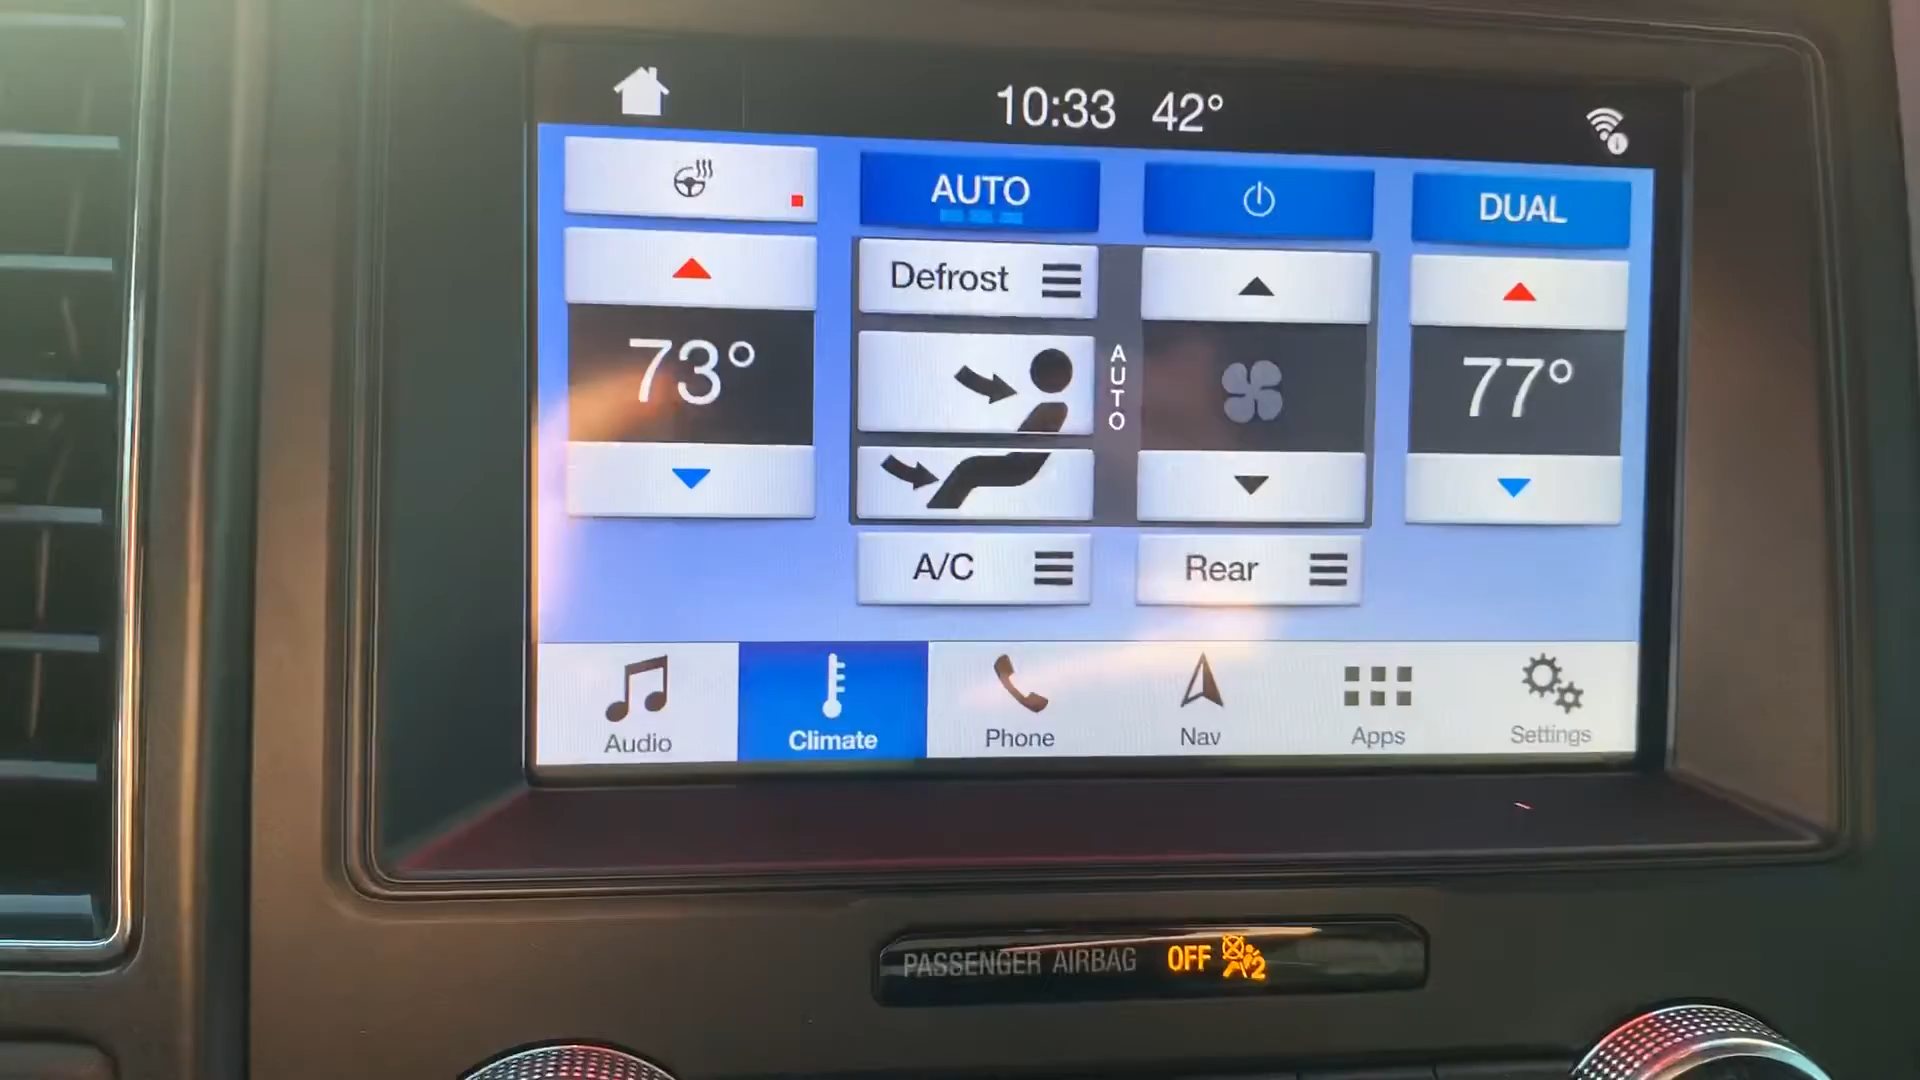 10:33 42°
AUTO
DUAL
Defrost
73°
AUTO
77°
A/C
Rear
Audio
Climate
Phone
Nav
Apps
Settings
PASSENGER AIRBAG OFF 2